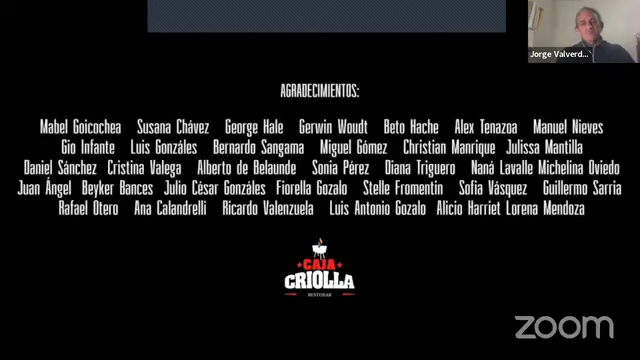 Jorge Valverd...
AGRADECIMIENTOS:
Mabel Goicochea Susana Chávez George Hale Gerwin Woudt Beto Hache Alex Tenazoa Manuel Nieves
Gio Infante Luis Gonzáles Bernardo Sangama Miguel Gómez Christian Manrique Julissa Mantilla
Daniel Sánchez Cristina Valega Alberto de Belaunde Sonia Pérez Diana Triguero Naná Lavalle Michelina Oviedo
Juan Ángel Beyker Bances Julio César Gonzáles Fiorella Gozalo Stelle Fromentin Sofía Vásquez Guillermo Sarria
Rafael Otero Ana Calandrelli Ricardo Valenzuela Luis Antonio Gozalo Alicio Harriet Lorena Mendoza
CAJA
CRIOLLA
RESTOBAR
zoom